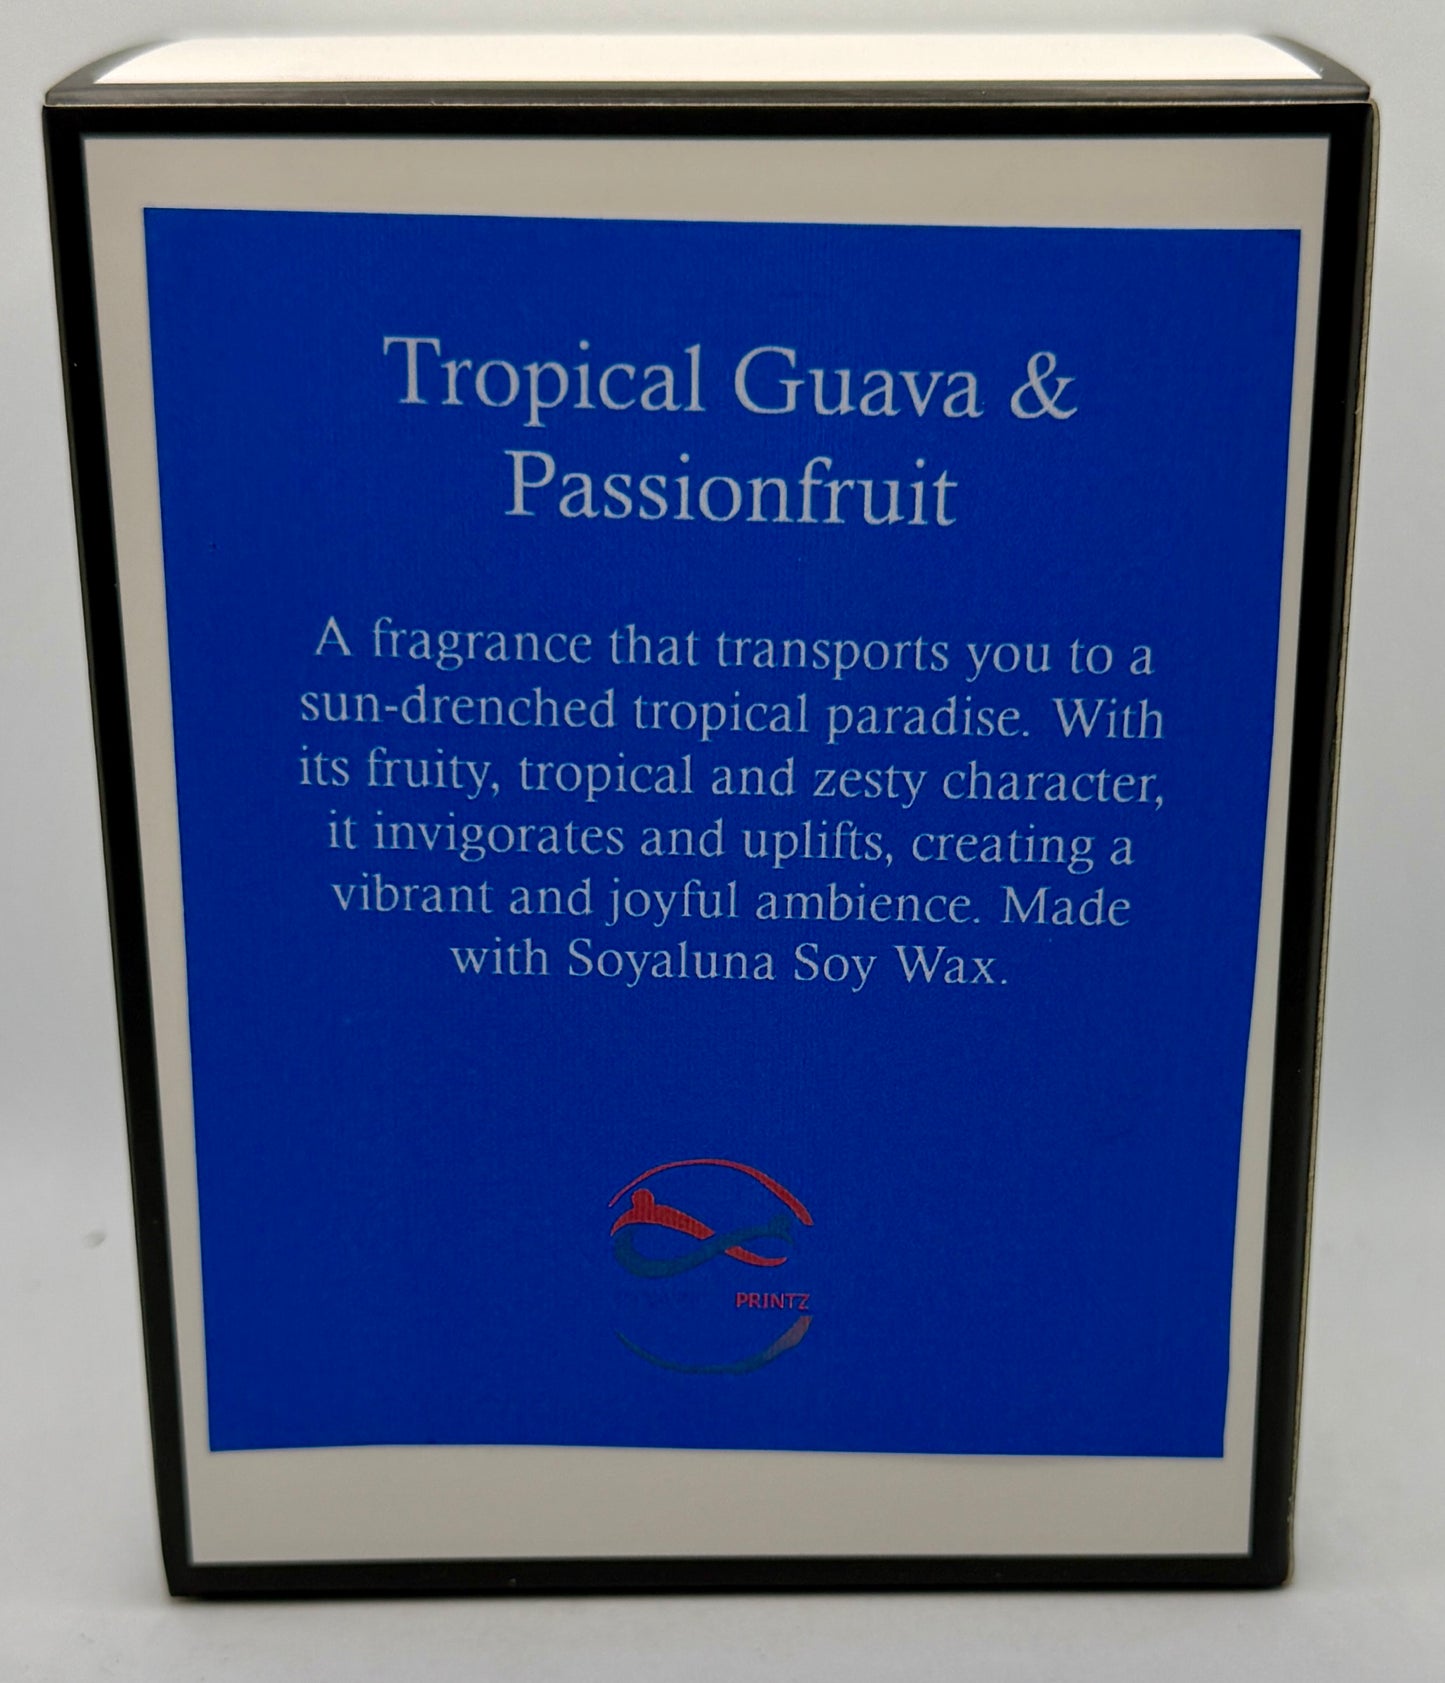 Tropical Guava &
Passionfruit
A fragrance that transports you to a
sun-drenched tropical paradise. With
its fruity, tropical and zesty character,
it invigorates and uplifts, creating a
vibrant and joyful ambience. Made
with Soyaluna Soy Wax.
PRINTZ